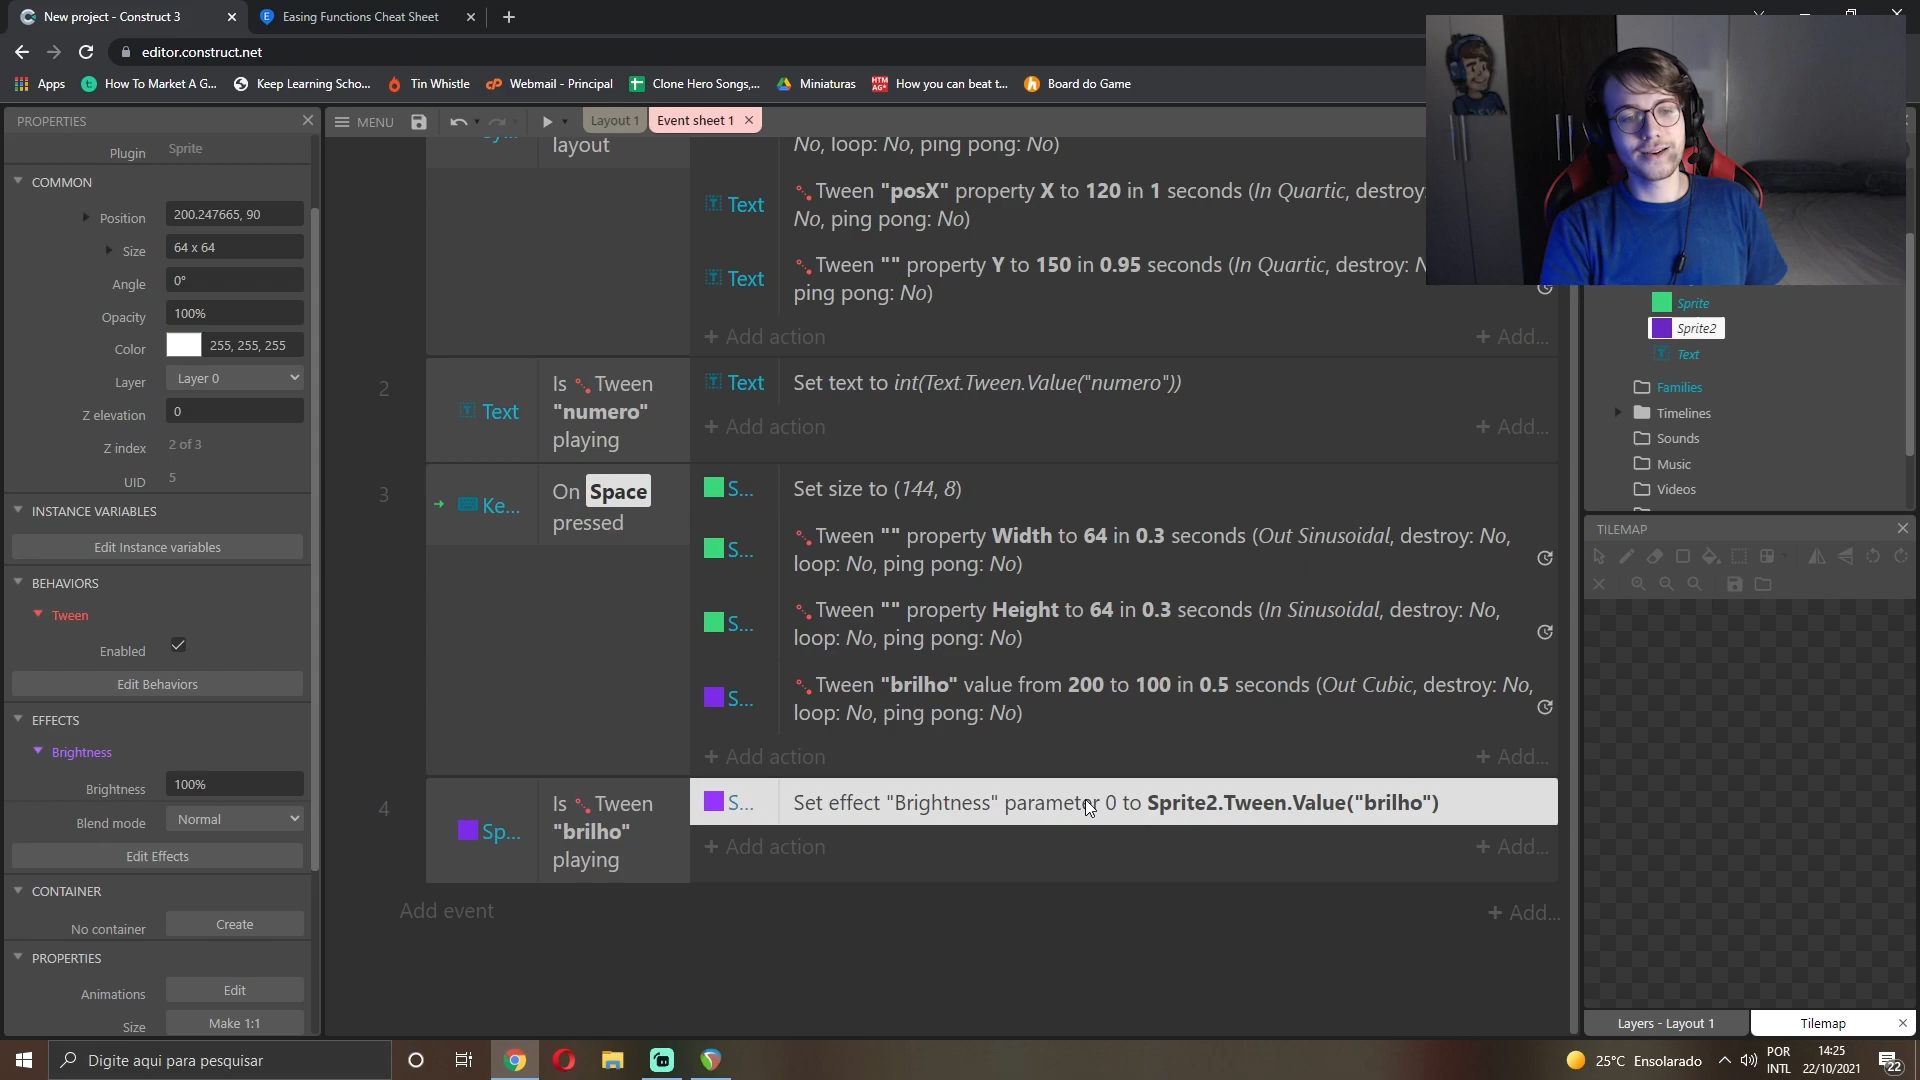 New project - Construct 3
Easing Functions Cheat Sheet
editor.construct.net
Apps
How To Market A G...
Keep Learning Scho...
Tin Whistle
Webmail - Principal
Clone Hero Songs,...
Miniaturas
How you can beat t...
Board do Game
PROPERTIES
MENU
Layout 1
Event sheet 1
Plugin
Sprite
COMMON
Position
200.247665, 90
Size
64 x 64
Angle
0°
Opacity
100%
Color
255, 255, 255
Layer
Layer 0
Z elevation
0
Z index
2 of 3
UID
5
INSTANCE VARIABLES
Edit Instance variables
BEHAVIORS
Tween
Enabled
Edit Behaviors
EFFECTS
Brightness
Brightness
100%
Blend mode
Normal
Edit Effects
CONTAINER
No container
Create
PROPERTIES
Animations
Edit
Size
Make 1:1
layout
No, loop: No, ping pong: No)
Text
Tween "posX" property X to 120 in 1 seconds (In Quartic, destroy:
No, ping pong: No)
Text
Tween "" property Y to 150 in 0.95 seconds (In Quartic, destroy: N
ping pong: No)
+ Add action
+ Add...
2
Text
Is Tween
"numero"
playing
Text
Set text to int(Text.Tween.Value("numero"))
+ Add action
+ Add...
3
Ke...
On Space
pressed
S...
Set size to (144, 8)
S...
Tween "" property Width to 64 in 0.3 seconds (Out Sinusoidal, destroy: No,
loop: No, ping pong: No)
S...
Tween "" property Height to 64 in 0.3 seconds (In Sinusoidal, destroy: No,
loop: No, ping pong: No)
S...
Tween "brilho" value from 200 to 100 in 0.5 seconds (Out Cubic, destroy: No,
loop: No, ping pong: No)
+ Add action
+ Add...
4
Sp...
Is Tween
"brilho"
playing
S...
Set effect "Brightness" parameter 0 to Sprite2.Tween.Value("brilho")
+ Add action
+ Add...
Add event
+ Add...
Sprite
Sprite2
Text
Families
Timelines
Sounds
Music
Videos
TILEMAP
Layers - Layout 1
Tilemap
Digite aqui para pesquisar
25°C Ensolarado
POR
INTL
14:25
22/10/2021
22